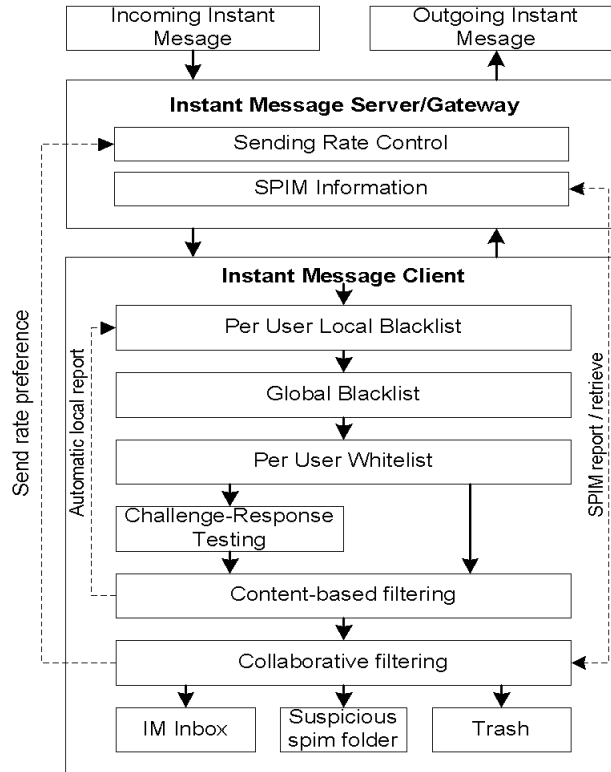 Incoming Instant
Mesage
Outgoing Instant
Mesage
Instant Message Server/Gateway
Sending Rate Control
SPIM Information
Instant Message Client
Per User Local Blacklist
Global Blacklist
Per User Whitelist
Challenge-Response
Testing
Content-based filtering
Collaborative filtering
IM Inbox
Suspicious
spim folder
Trash
Send rate preference
Automatic local report
SPIM report / retrieve